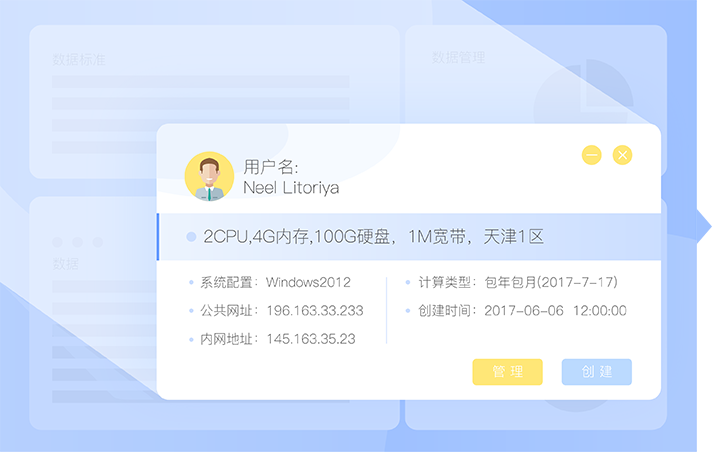 数据标准
数据管理
用户名:
Neel Litoriya
2CPU,4G内存,100G硬盘，1M宽带，天津1区
系统配置：Windows2012
计算类型：包年包月(2017-7-17)
公共网址：196.163.33.233
创建时间：2017-06-06 12:00:00
内网地址：145.163.35.23
数据
管 理
创 建